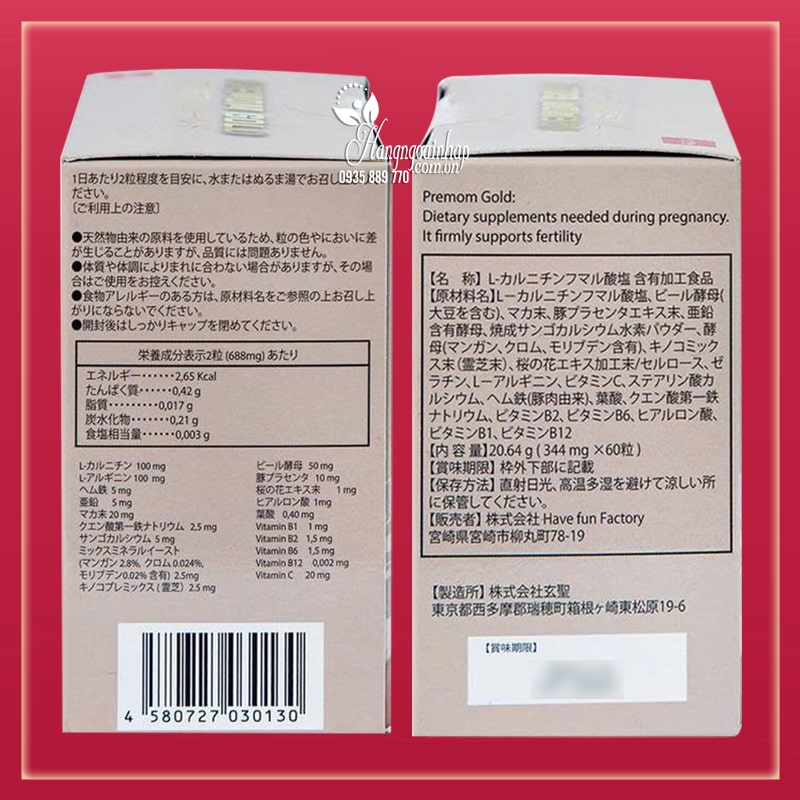 Hangngoainhap
.com.vn
0935 889 770
1日あたり2粒程度を目安に、水またはぬるま湯でお召し
ださい。
〔ご利用上の注意〕
●天然物由来の原料を使用しているため、粒の色やにおいに差
が生じることがありますが、品質には問題ありません。
●体質や体調によりまれに合わない場合がありますが、その場
合はご使用をお控えください。
●食物アレルギーのある方は、原材料名をご参照の上お召し上
がりにならないでください。
●開封後はしっかりキャップを閉めてください。
栄養成分表示2粒 (688mg) あたり
エネルギー・・・・・・2,65 Kcal
たんぱく質・・・・・・0,42 g
脂質・・・・・・・・・0,017 g
炭水化物・・・・・・0,21 g
食塩相当量・・・・・・0,003 g
L-カルニチン 100 mg
L-アルギニン 100 mg
ヘム鉄 5 mg
亜鉛 5 mg
マカ末 20 mg
クエン酸第一鉄ナトリウム 2,5 mg
サンゴカルシウム 5 mg
ミックスミネラルイースト
(マンガン 2.8%, クロム 0.024%,
モリブデン0.02% 含有) 2.5mg
キノコプレミックス ( 霊芝 ) 2.5 mg
ビール酵母 50 mg
豚プラセンタ 10 mg
桜の花エキス末 1 mg
ヒアルロン酸 1mg
葉酸 0,40 mg
Vitamin B1 1 mg
Vitamin B2 1,5 mg
Vitamin B6 1,5 mg
Vitamin B12 0,002 mg
Vitamin C 20 mg
4 580727 030130
Premom Gold:
Dietary supplements needed during pregnancy.
It firmly supports fertility
【名 称】 L-カルニチンフマル酸塩 含有加工食品
【原材料名】L-カルニチンフマル酸塩、ビール酵母(
大豆を含む)、マカ末、豚プラセンタエキス末、亜鉛
含有酵母、焼成サンゴカルシウム水素パウダー、酵
母(マンガン、クロム、モリブデン含有)、キノコミック
ス末 (霊芝末) 、桜の花エキス加工末/セルロース、ゼ
ラチン、L-アルギニン、ビタミンC、ステアリン酸カ
ルシウム、ヘム鉄(豚肉由来)、葉酸、クエン酸第一鉄
ナトリウム、ビタミンB2、ビタミンB6、ヒアルロン酸、
ビタミンB1、ビタミンB12
【内 容 量】20.64 g ( 344 mg ×60粒)
【賞味期限】 枠外下部に記載
【保存方法】 直射日光、高温多湿を避けて涼しい所
に保管してください。
【販売者】 株式会社 Have fun Factory
宮崎県宮崎市柳丸町78-19
【製造所】 株式会社玄聖
東京都西多摩郡瑞穂町箱根ヶ崎東松原19-6
【賞味期限】